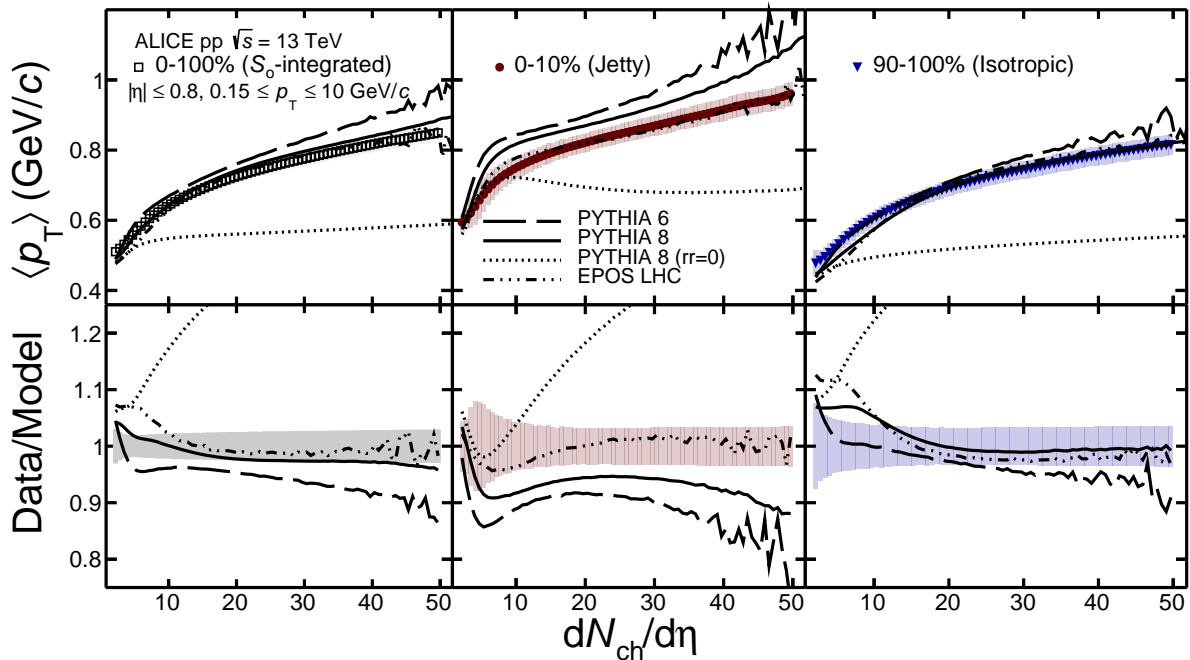 ALICE pp √s = 13 TeV
0-100% (So-integrated)
|η| ≤ 0.8, 0.15 ≤ pT ≤ 10 GeV/c
0-10% (Jetty)
90-100% (Isotropic)
⟨pT⟩ (GeV/c)
1
0.8
0.6
0.4
PYTHIA 6
PYTHIA 8
PYTHIA 8 (rr=0)
EPOS LHC
Data/Model
1.2
1.1
1
0.9
0.8
10 20 30 40 50 10 20 30 40 50 10 20 30 40 50
dNch/dη